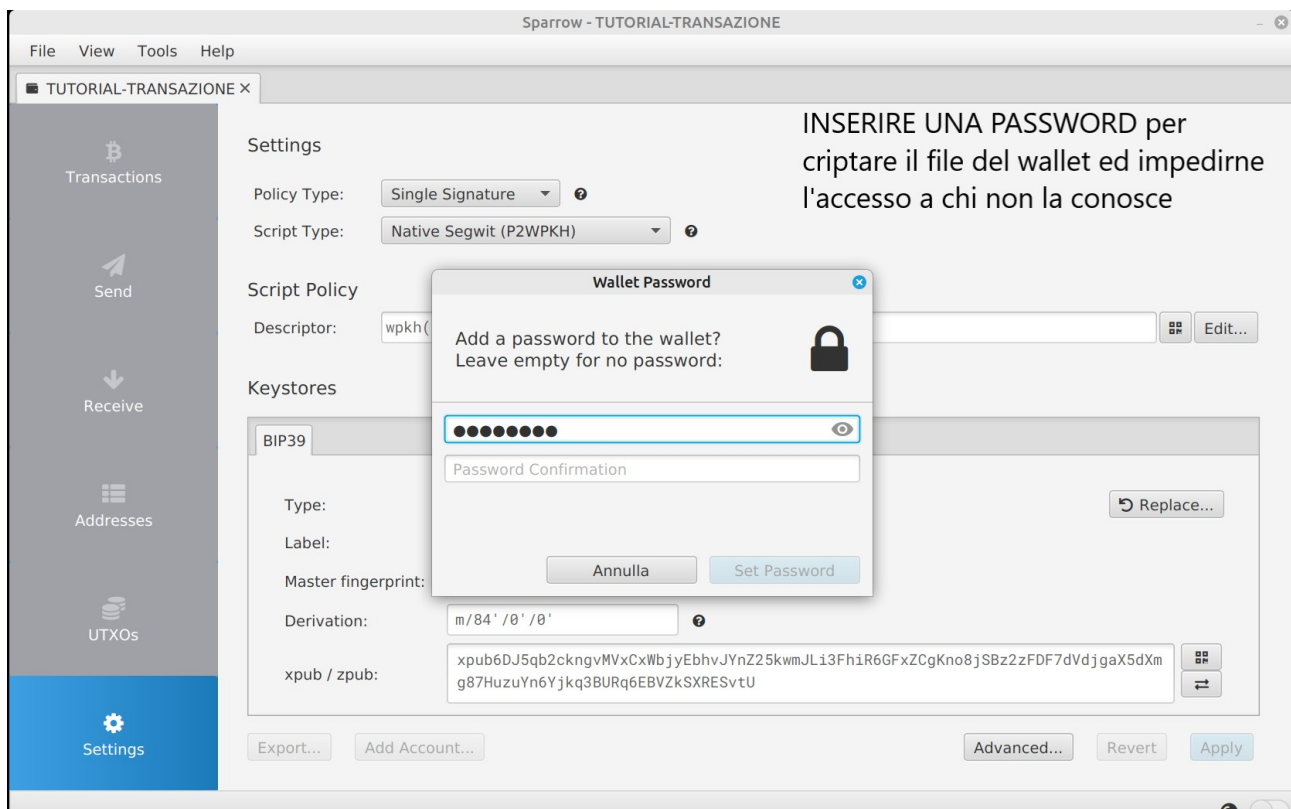 Sparrow - TUTORIAL-TRANSAZIONE
File View Tools Help
TUTORIAL-TRANSAZIONE
INSERIRE UNA PASSWORD per
criptare il file del wallet ed impedirne
l'accesso a chi non la conosce
Transactions
Send
Receive
Addresses
UTXOs
Settings
Settings
Policy Type: Single Signature
Script Type: Native Segwit (P2WPKH)
Script Policy
Descriptor: wpkh(
Edit...
Keystores
BIP39
Type:
Replace...
Label:
Master fingerprint:
Derivation: m/84'/0'/0'
xpub / zpub:
xpub6DJ5qb2ckngvMVxCxWbjyEbhvJYnZ25kwmJLi3FhiR6GFxZCgKno8jSBz2zFDF7dVdjgaX5dXm
g87HuzuYn6Yjkq3BURq6EBVZkSXRESvtU
Export... Add Account... Advanced... Revert Apply
Wallet Password
Add a password to the wallet?
Leave empty for no password:
Password Confirmation
Annulla Set Password